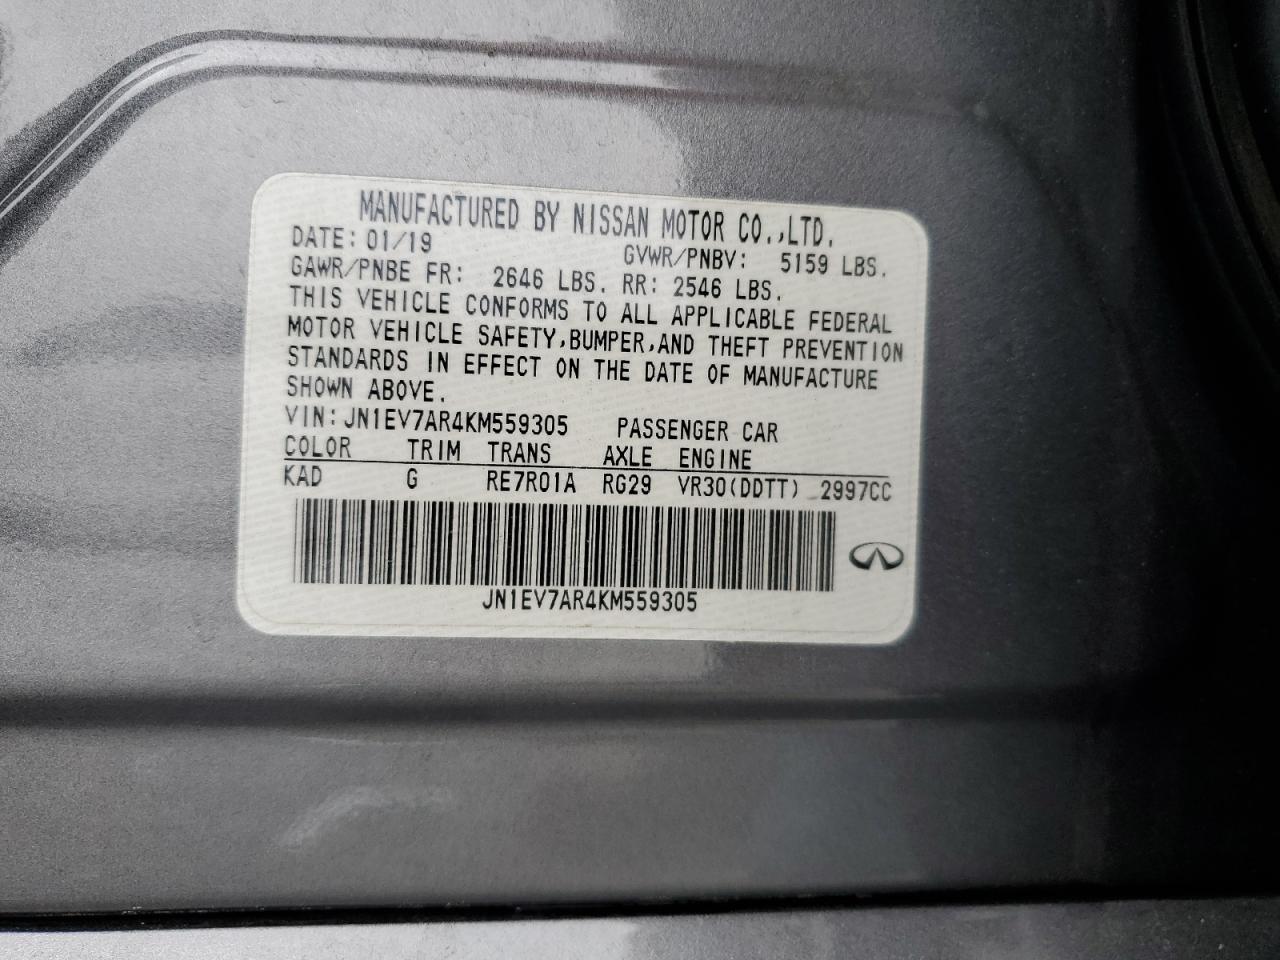 MANUFACTURED BY NISSAN MOTOR CO.,LTD.
DATE: 01/19 GVWR/PNBV: 5159 LBS.
GAWR/PNBE FR: 2646 LBS. RR: 2546 LBS.
THIS VEHICLE CONFORMS TO ALL APPLICABLE FEDERAL
MOTOR VEHICLE SAFETY,BUMPER,AND THEFT PREVENTION
STANDARDS IN EFFECT ON THE DATE OF MANUFACTURE
SHOWN ABOVE.
VIN:JN1EV7AR4KM559305 PASSENGER CAR
COLOR TRIM TRANS AXLE ENGINE
KAD G RE7R01A RG29 VR30(DDTT) 2997CC
JN1EV7AR4KM559305